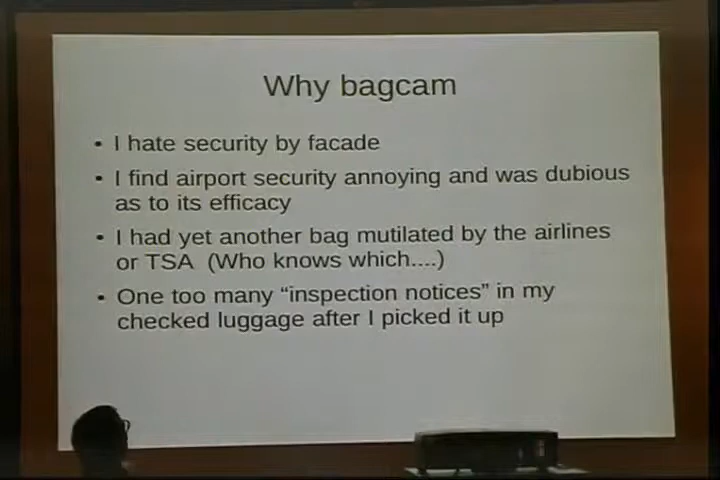 Why bagcam
• I hate security by facade
• I find airport security annoying and was dubious
as to its efficacy
• I had yet another bag mutilated by the airlines
or TSA (Who knows which....)
• One too many “inspection notices” in my
checked luggage after I picked it up